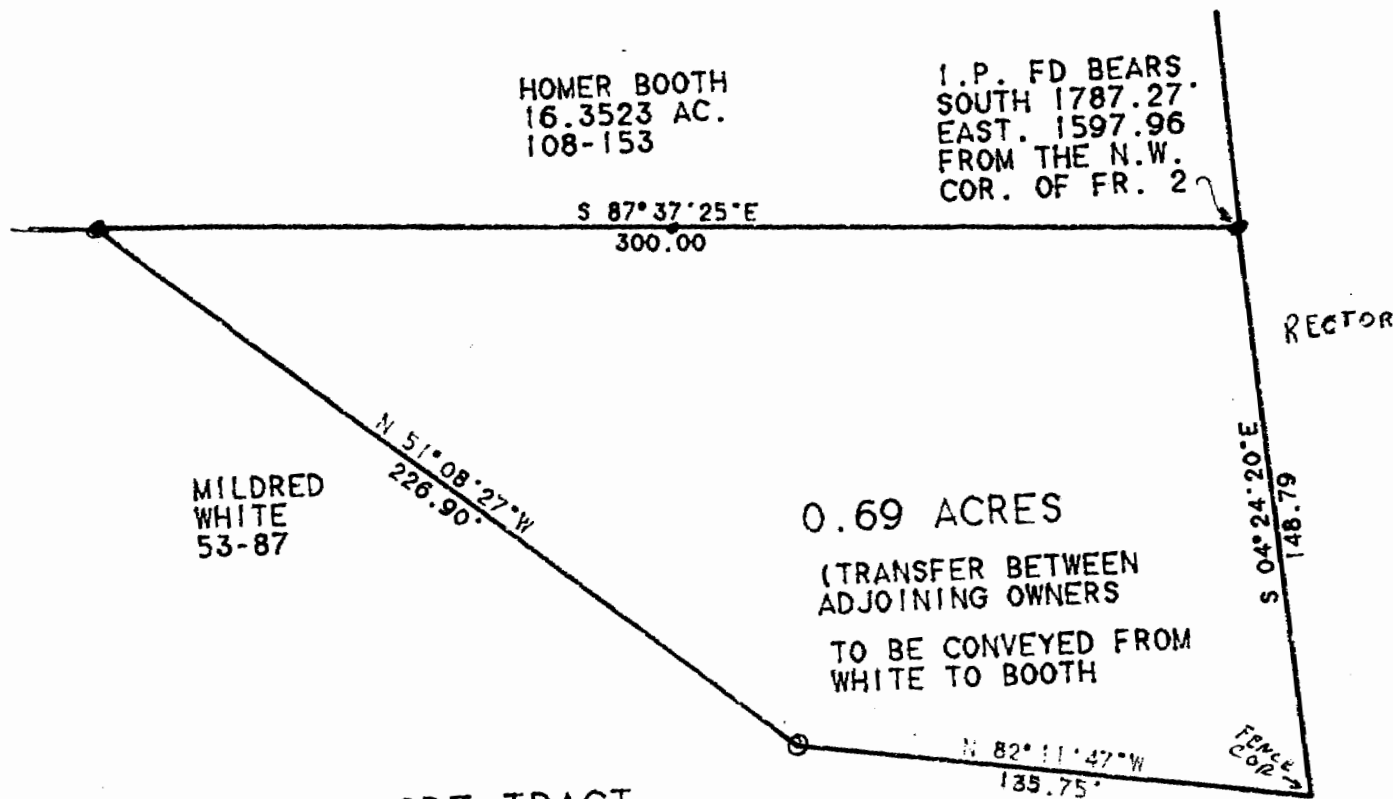 HOMER BOOTH
16.3523 AC.
108-153
I.P. FD BEARS
SOUTH 1787.27'
EAST. 1597.96
FROM THE N.W.
COR. OF FR. 2
S 87°37'25"E
300.00
RECTOR
N 51°08'27"W
226.90'
MILDRED
WHITE
53-87
S 04°24'20"E
148.79
0.69 ACRES
(TRANSFER BETWEEN
ADJOINING OWNERS
TO BE CONVEYED FROM
WHITE TO BOOTH
FENCE
COR
N 82°11'47"W
135.75'
TRACT